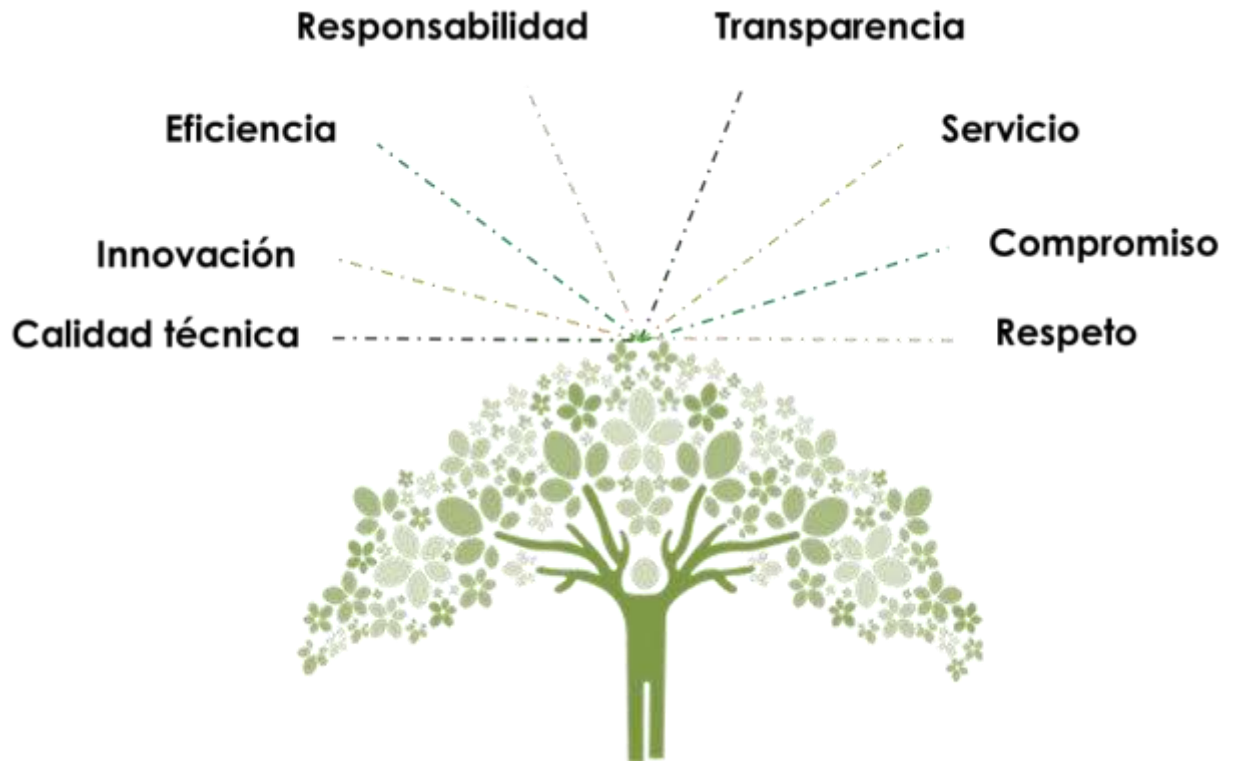 Responsabilidad
Transparencia
Eficiencia
Servicio
Innovación
Compromiso
Calidad técnica
Respeto